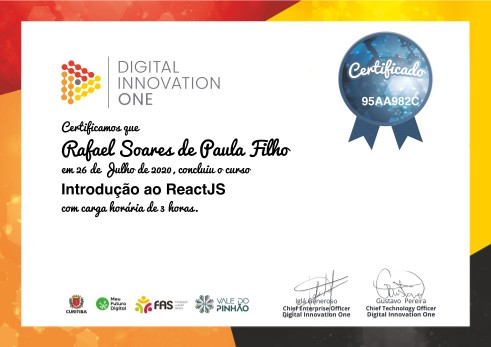 DIGITAL
INNOVATION
ONE
Certificado
95AA982C
Certificamos que
Rafael Soares de Paula Filho
em 26 de Julho de 2020, concluiu o curso
Introdução ao ReactJS
com carga horária de 3 horas.
CURITIBA
Meu
Futuro
Digital
FAS
VALE DO
PINHÃO
Iglá Generoso
Chief Enterprise Officer
Digital Innovation One
Gustavo Pereira
Chief Technology Officer
Digital Innovation One